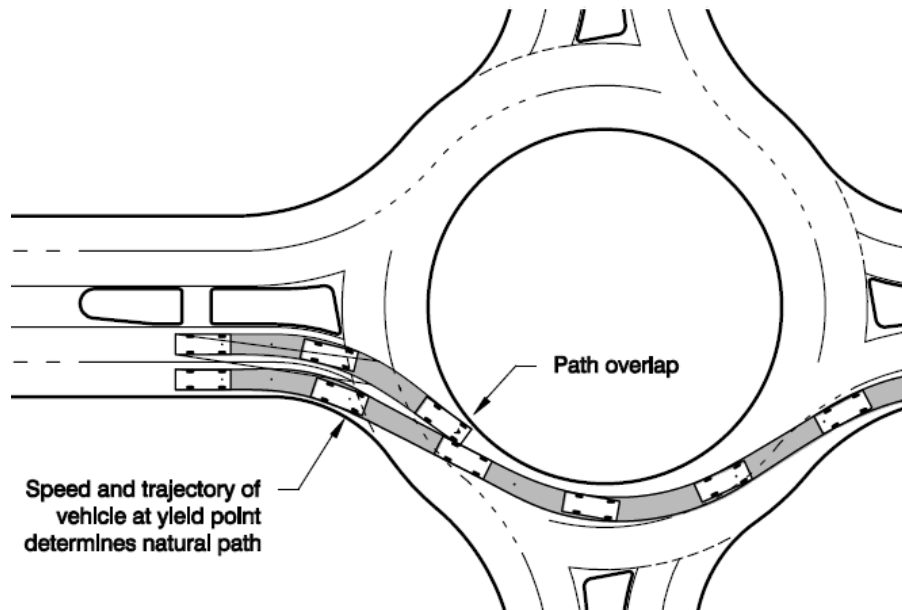 Path overlap
Speed and trajectory of
vehicle at yield point
determines natural path